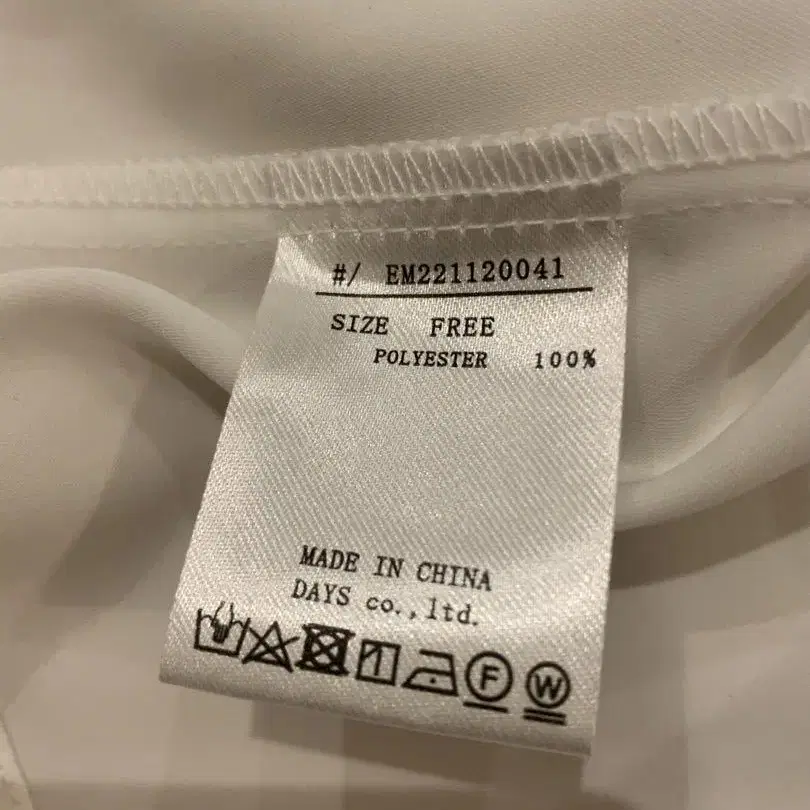 #/ EM221120041
SIZE FREE
POLYESTER 100%
MADE IN CHINA
DAYS co.,ltd.
F W